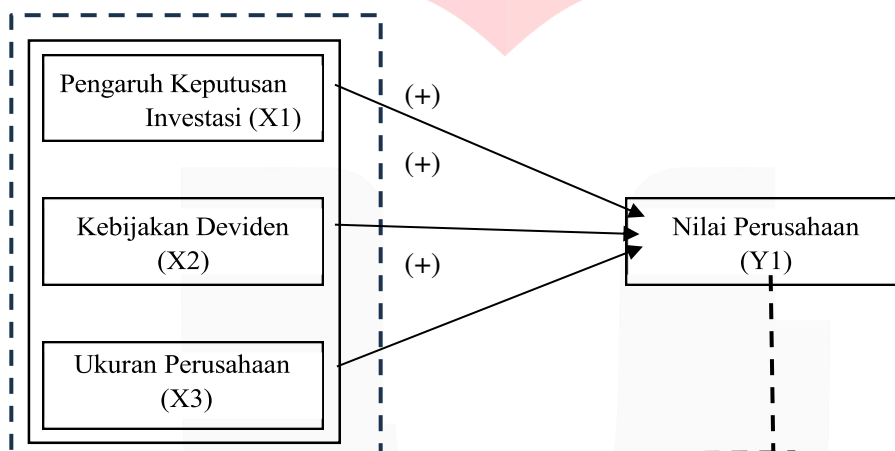 Pengaruh Keputusan
Investasi (X1)
(+)
(+)
Kebijakan Deviden
(X2)
Nilai Perusahaan
(Y1)
(+)
Ukuran Perusahaan
(X3)